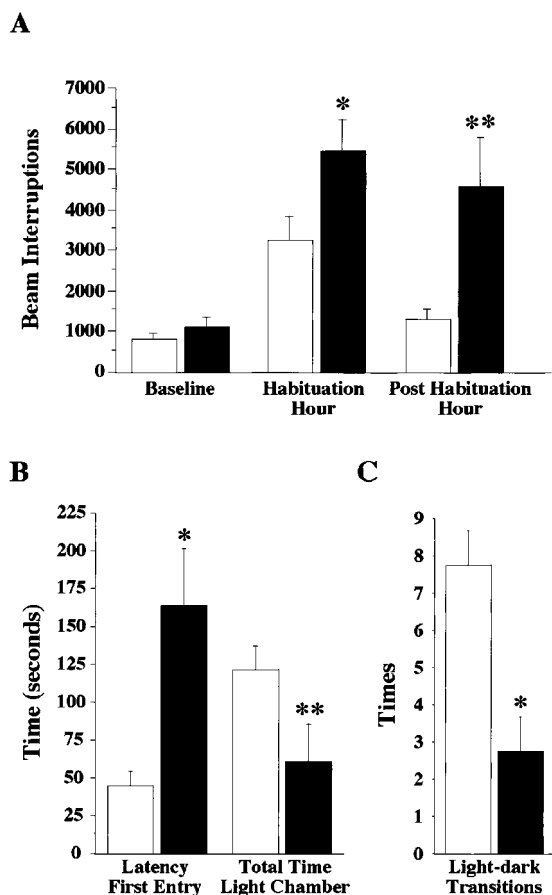 A
Beam Interruptions
7000
6000
5000
4000
3000
2000
1000
0
*
**
Baseline
Habituation
Hour
Post Habituation
Hour
B
Time (seconds)
225
200
175
150
125
100
75
50
25
0
*
**
Latency
First Entry
Total Time
Light Chamber
C
Times
9
8
7
6
5
4
3
2
1
0
*
Light-dark
Transitions